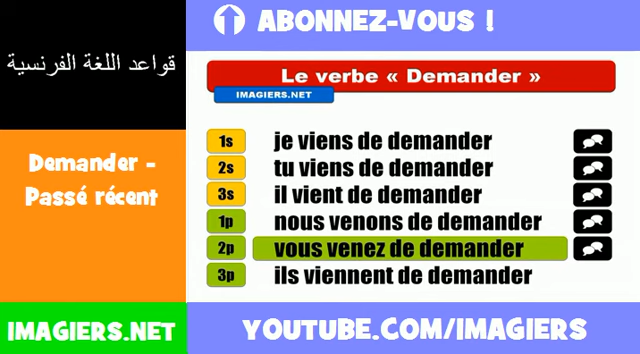 ABONNEZ-VOUS !
قواعد اللغة الفرنسية
Demander -
Passé récent
IMAGIERS.NET
Le verbe « Demander »
IMAGIERS.NET
1s je viens de demander
2s tu viens de demander
3s il vient de demander
1p nous venons de demander
2p vous venez de demander
3p ils viennent de demander
YOUTUBE.COM/IMAGIERS